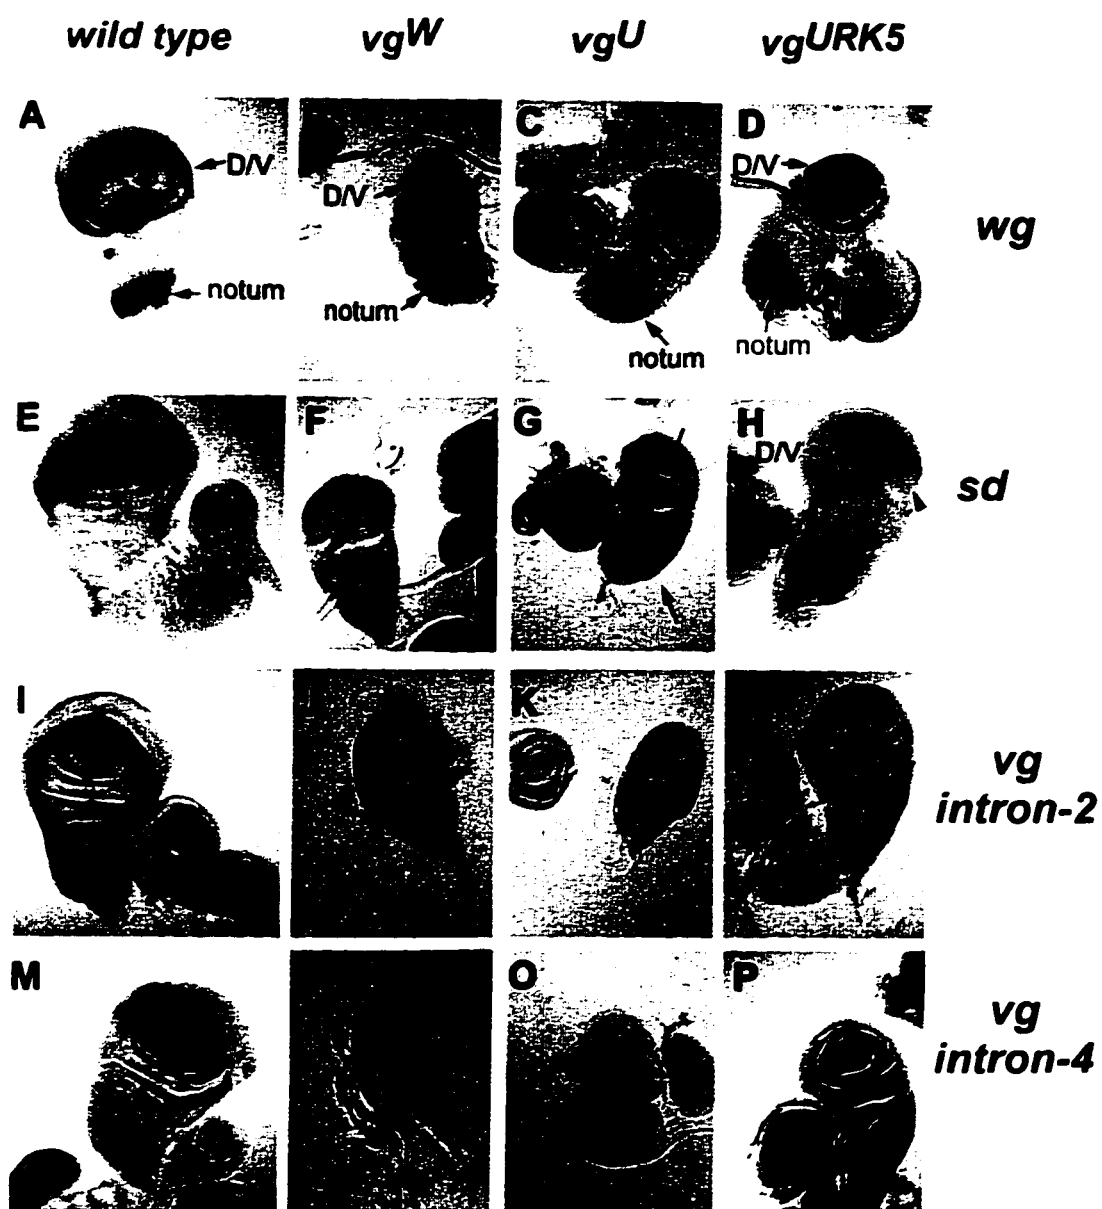 wild type vgW vgU vgURK5
A C D
D/V D/V D/V
wg
notum notum notum notum
E F G H
D/V
sd
I K
vg
intron-2
M O P
vg
intron-4